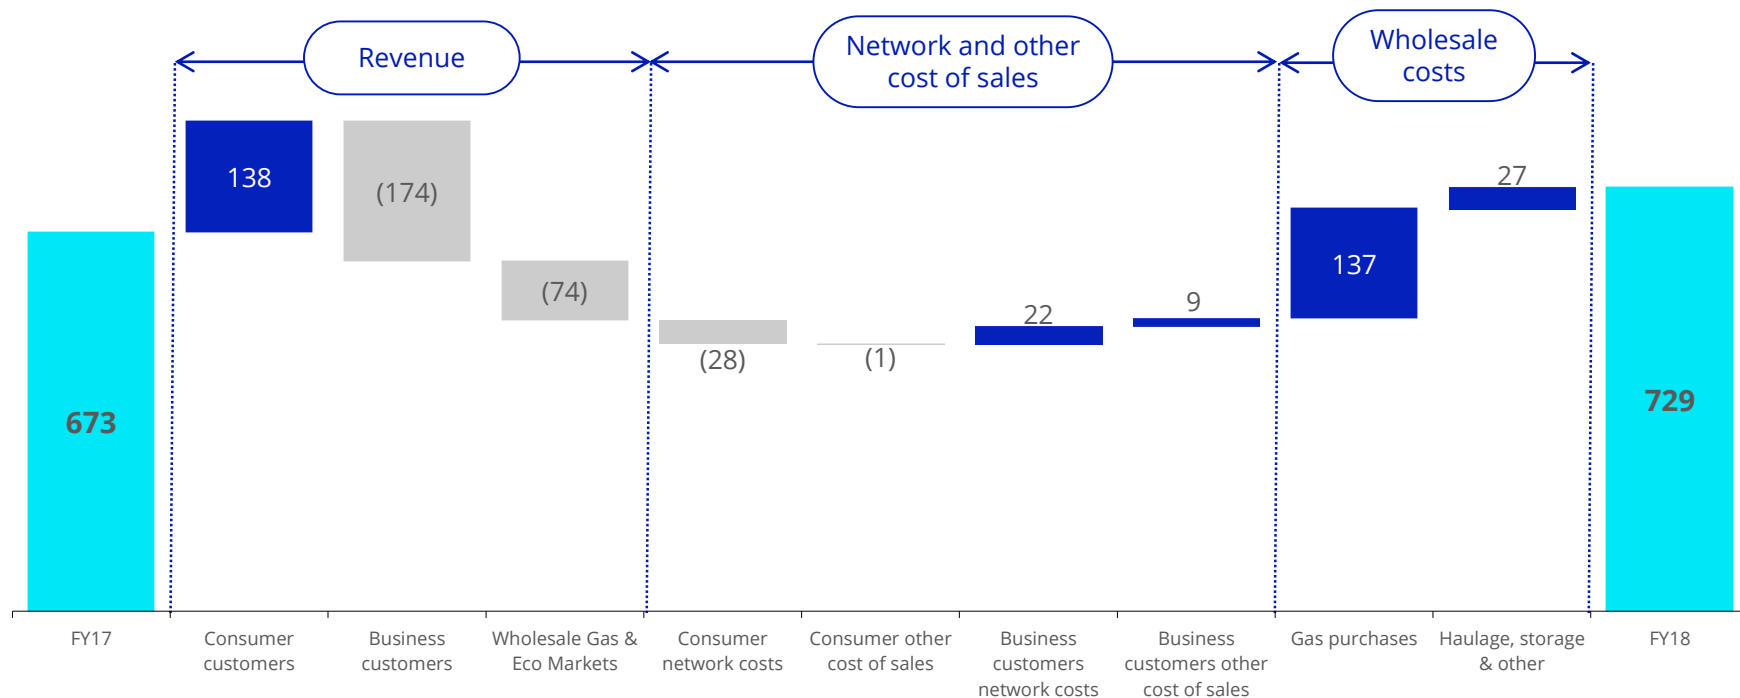 Revenue
Network and other
cost of sales
Wholesale
costs
673
138
(174)
(74)
(28)
(1)
22
9
137
27
729
FY17
Consumer
customers
Business
customers
Wholesale Gas &
Eco Markets
Consumer
network costs
Consumer other
cost of sales
Business
customers
network costs
Business
customers other
cost of sales
Gas purchases
Haulage, storage
& other
FY18